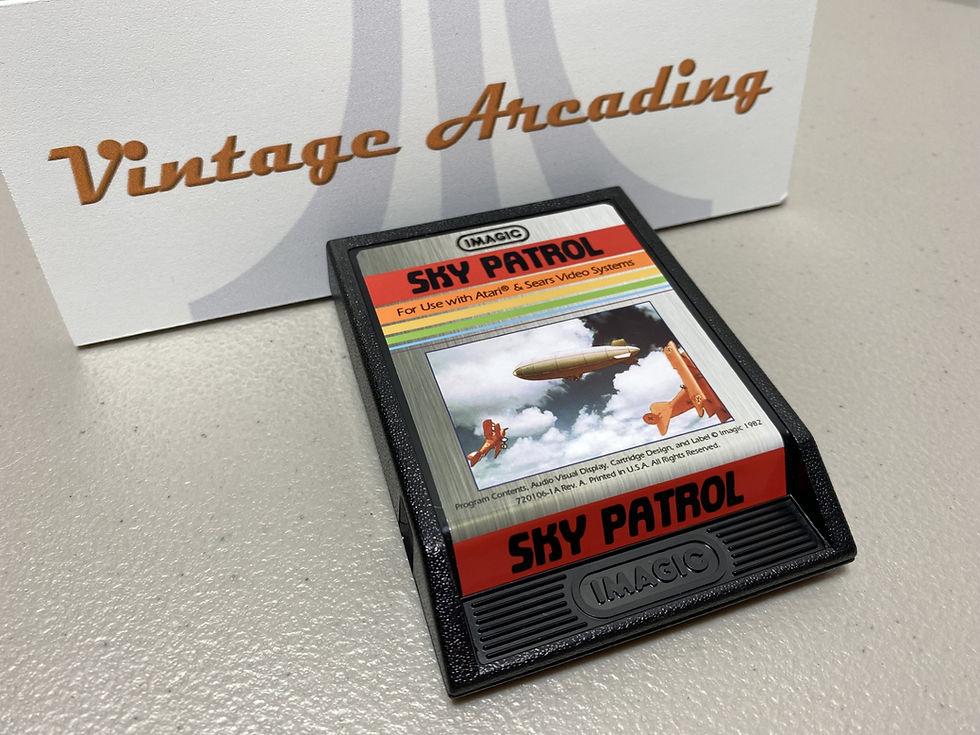 Vintage Arcading
IMAGIC
SKY PATROL
For Use with Atari® & Sears Video Systems
Program Contents, Audio Visual Display, Cartridge Design, and Label © Imagic 1982
720106-1A Rev. A. Printed in U.S.A. All Rights Reserved.
SKY PATROL
IMAGIC